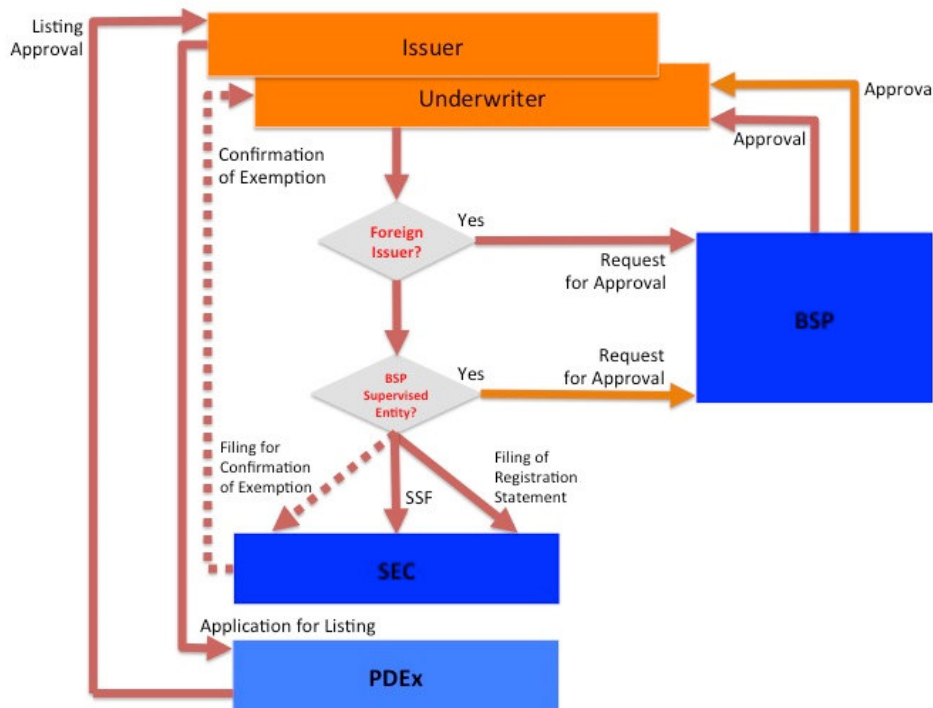 Listing
Approval
Issuer
Underwriter
Approva
Approval
Confirmation
of Exemption
Foreign
Issuer?
Yes
Request
for Approval
BSP
BSP
Supervised
Entity?
Yes
Request
for Approval
Filing for
Confirmation
of Exemption
SSF
Filing of
Registration
Statement
SEC
Application for Listing
PDEx